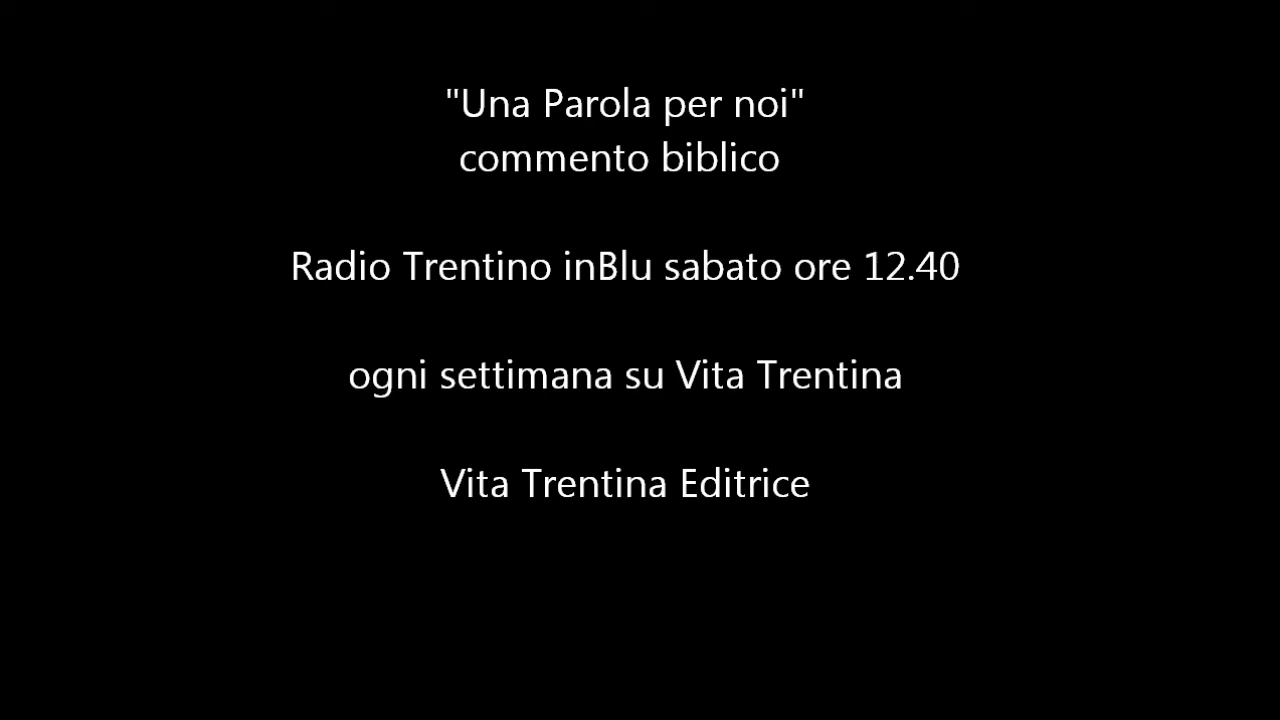 "Una Parola per noi"
commento biblico
Radio Trentino inBlu sabato ore 12.40
ogni settimana su Vita Trentina
Vita Trentina Editrice